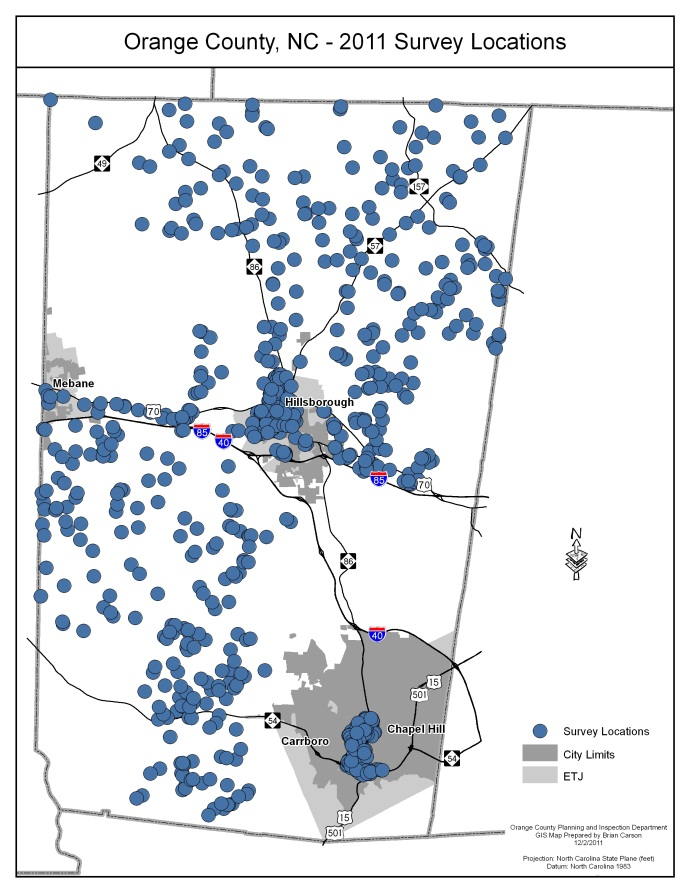 Orange County, NC - 2011 Survey Locations
49
157
57
86
Mebane
70
Hillsborough
85
40
85
70
N
86
40
15
501
54
Chapel Hill
Carrboro
54
Survey Locations
City Limits
ETJ
15
501
Orange County Planning and Inspection Department
GIS Map Prepared by Brian Carson
12/2/2011
Projection: North Carolina State Plane (feet)
Datum: North Carolina 1983